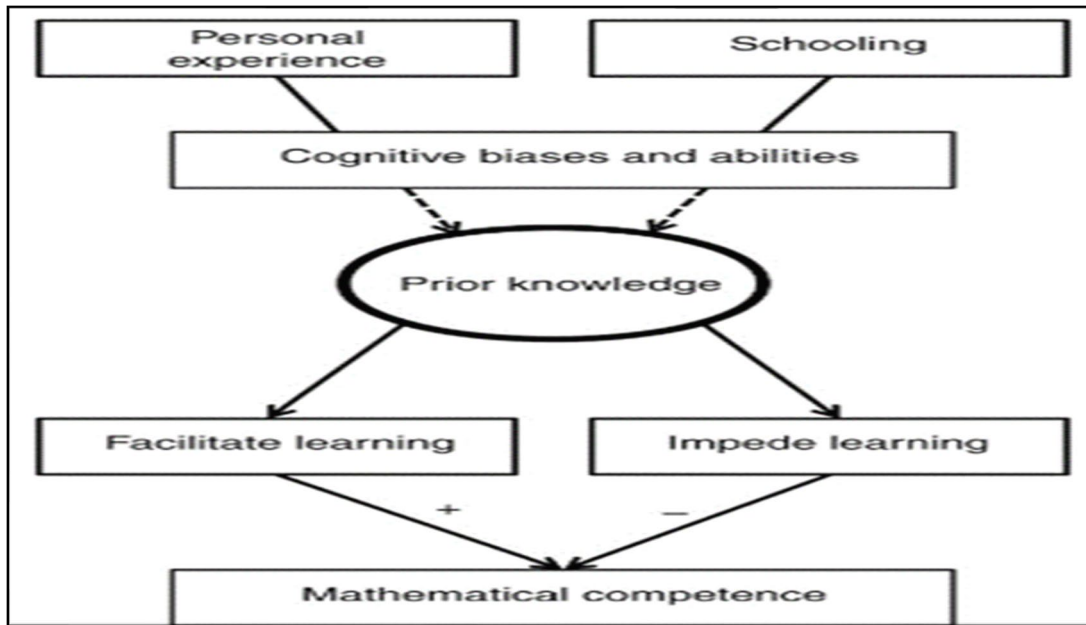 Personal
experience
Schooling
Cognitive biases and abilities
Prior knowledge
Facilitate learning
Impede learning
+
–
Mathematical competence